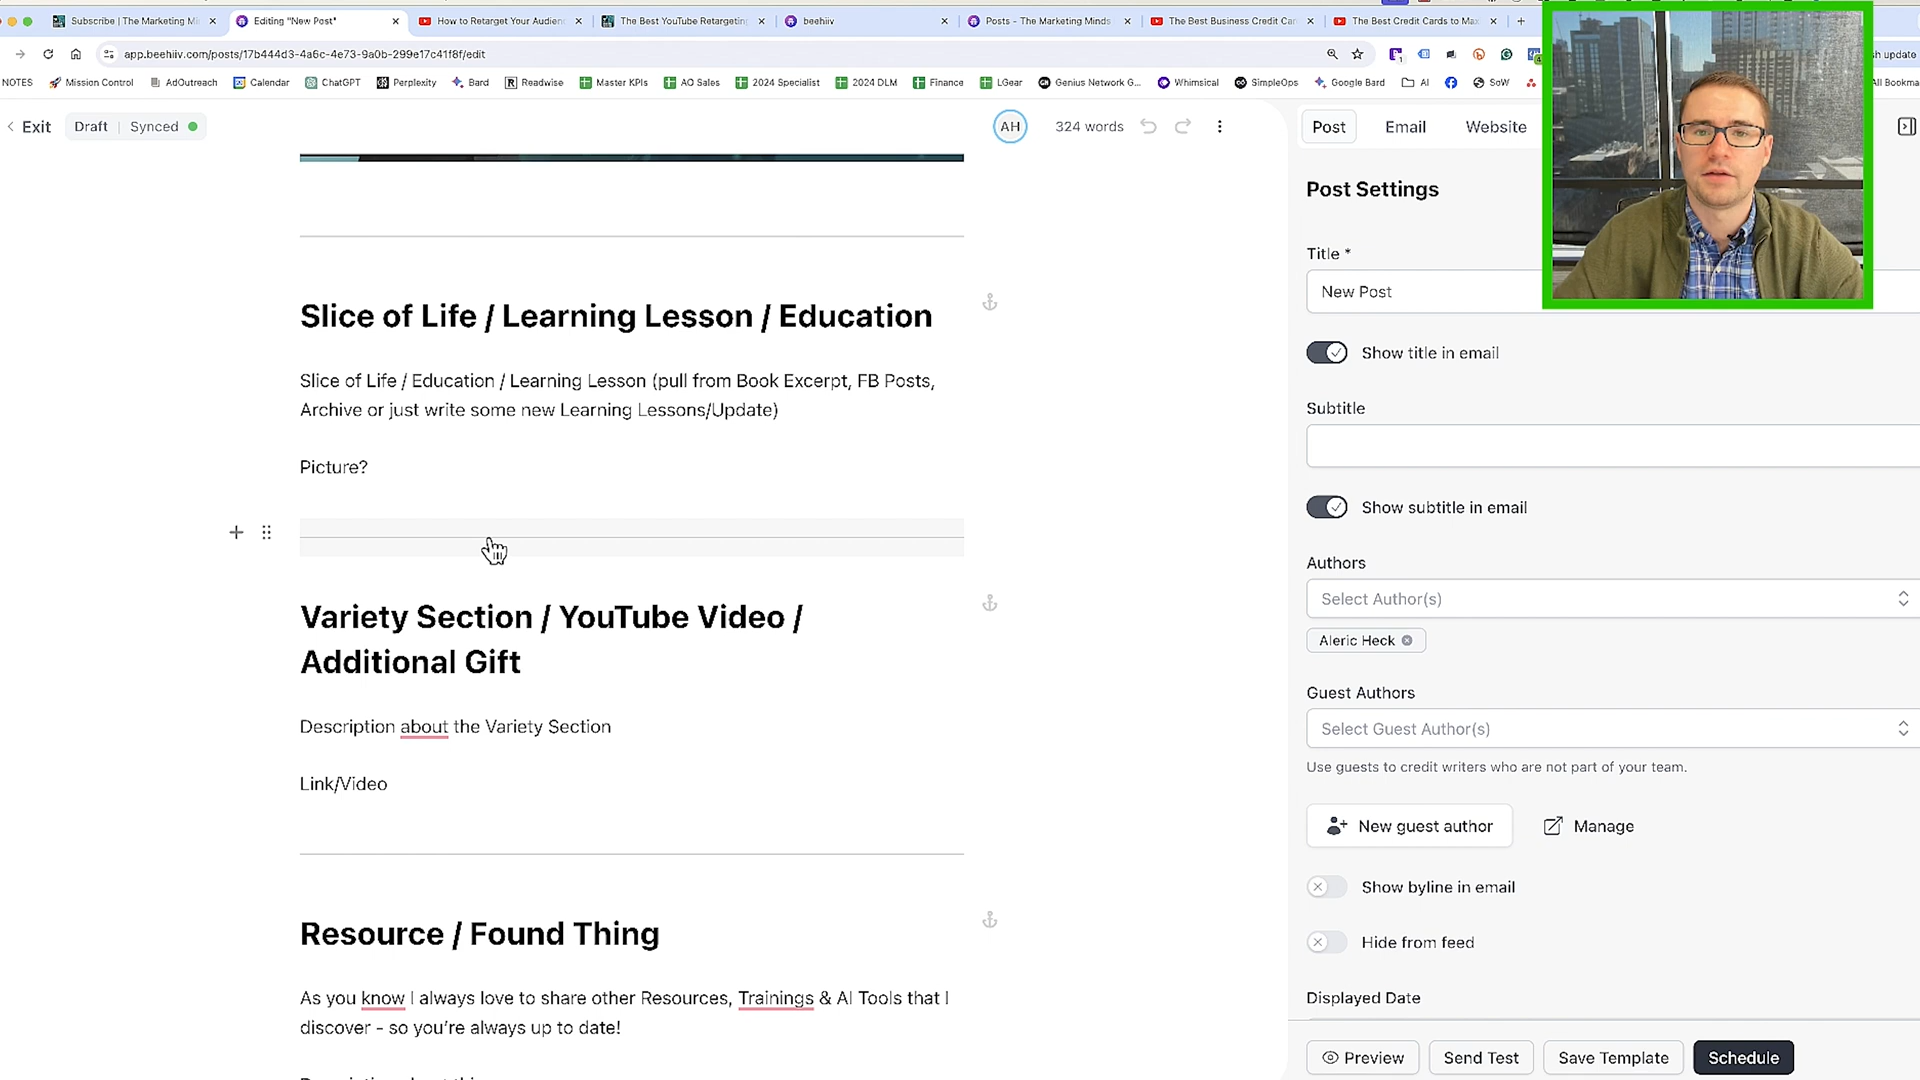 Subscribe | The Marketing Mi
Editing "New Post"
How to Retarget Your Audien
The Best YouTube Retargeting
beehiiv
Posts - The Marketing Minds
The Best Business Credit Car
The Best Credit Cards to Max
app.beehiiv.com/posts/17b444d3-4a6c-4e73-9a0b-299e17c41f8f/edit
sh update
NOTES
Mission Control
AdOutreach
Calendar
ChatGPT
Perplexity
Bard
Readwise
Master KPIs
AO Sales
2024 Specialist
2024 DLM
Finance
LGear
Genius Network G...
Whimsical
SimpleOps
Google Bard
AI
SoW
All Bookma
Exit
Draft
Synced
AH
324 words
Post
Email
Website
Slice of Life / Learning Lesson / Education
Slice of Life / Education / Learning Lesson (pull from Book Excerpt, FB Posts,
Archive or just write some new Learning Lessons/Update)
Picture?
Variety Section / YouTube Video /
Additional Gift
Description about the Variety Section
Link/Video
Resource / Found Thing
As you know I always love to share other Resources, Trainings & AI Tools that I
discover - so you're always up to date!
Post Settings
Title *
New Post
Show title in email
Subtitle
Show subtitle in email
Authors
Select Author(s)
Aleric Heck
Guest Authors
Select Guest Author(s)
Use guests to credit writers who are not part of your team.
New guest author
Manage
Show byline in email
Hide from feed
Displayed Date
Preview
Send Test
Save Template
Schedule